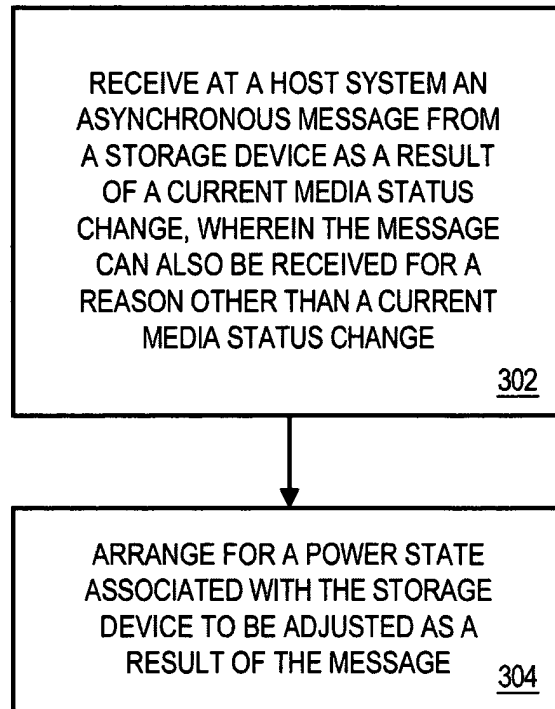 RECEIVE AT A HOST SYSTEM AN
ASYNCHRONOUS MESSAGE FROM
A STORAGE DEVICE AS A RESULT
OF A CURRENT MEDIA STATUS
CHANGE, WHEREIN THE MESSAGE
CAN ALSO BE RECEIVED FOR A
REASON OTHER THAN A CURRENT
MEDIA STATUS CHANGE
302
ARRANGE FOR A POWER STATE
ASSOCIATED WITH THE STORAGE
DEVICE TO BE ADJUSTED AS A
RESULT OF THE MESSAGE
304